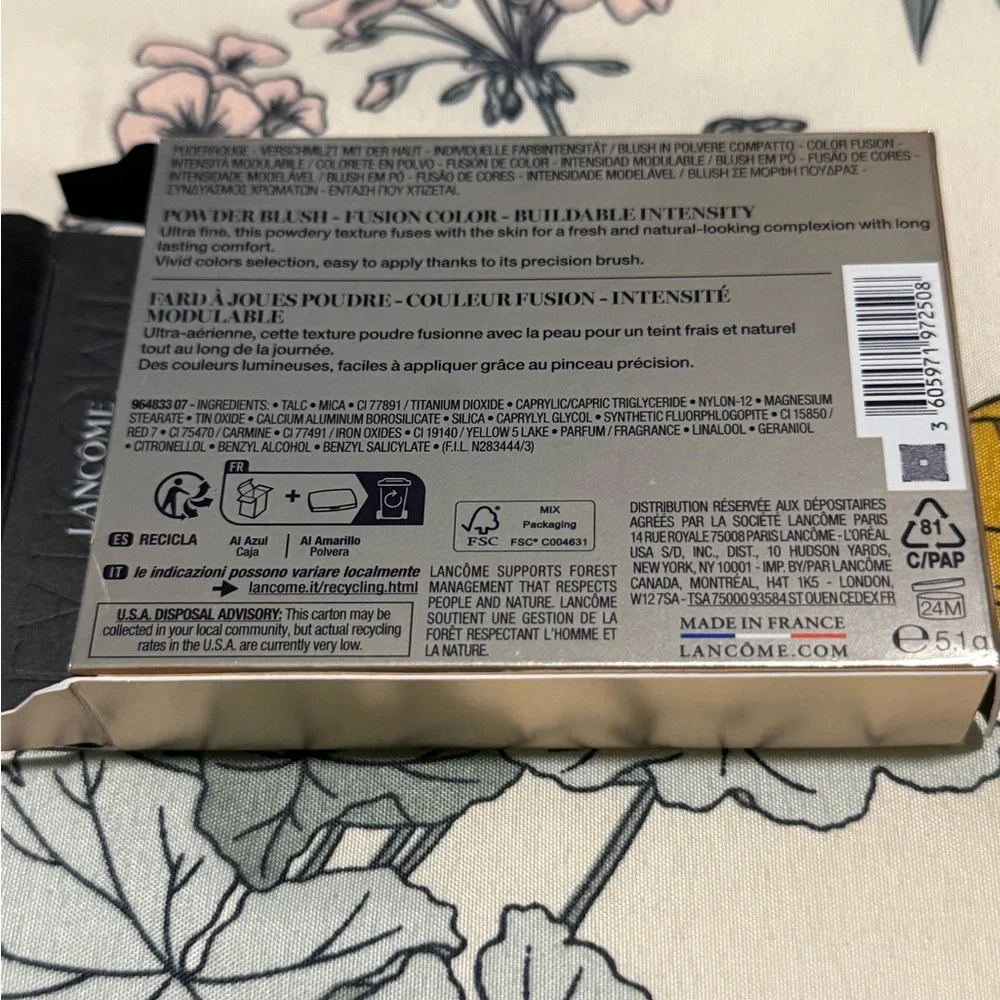 PUDERROUGE - VERSCHMILZT MIT DER HAUT - INDIVIDUELLE FARBINTENSITÄT / BLUSH IN POLVERE COMPATTO - COLOR FUSION -
INTENSITÀ MODULABILE / COLORETE EN POLVO - FUSIÓN DE COLOR - INTENSIDAD MODULABLE / BLUSH EM PÓ - FUSÃO DE CORES -
INTENSIDADE MODELÁVEL / BLUSH EM PÓ - FUSÃO DE CORES - INTENSIDADE MODELÁVEL / BLUSH ΣΕ ΜΟΡΦΗ ΠΟΥΔΡΑΣ -
ΣΥΝΔΥΑΣΜΟΣ ΧΡΩΜΑΤΩΝ - ΕΝΤΑΣΗ ΠΟΥ ΧΤΙΖΕΤΑΙ.
POWDER BLUSH - FUSION COLOR - BUILDABLE INTENSITY
Ultra fine, this powdery texture fuses with the skin for a fresh and natural-looking complexion with long
lasting comfort.
Vivid colors selection, easy to apply thanks to its precision brush.
FARD À JOUES POUDRE - COULEUR FUSION - INTENSITÉ
MODULABLE
Ultra-aérienne, cette texture poudre fusionne avec la peau pour un teint frais et naturel
tout au long de la journée.
Des couleurs lumineuses, faciles à appliquer grâce au pinceau précision.
964833 07 - INGREDIENTS: • TALC • MICA • CI 77891 / TITANIUM DIOXIDE • CAPRYLIC/CAPRIC TRIGLYCERIDE • NYLON-12 • MAGNESIUM
STEARATE • TIN OXIDE • CALCIUM ALUMINUM BOROSILICATE • SILICA • CAPRYLYL GLYCOL • SYNTHETIC FLUORPHLOGOPITE • CI 15850 /
RED 7 • CI 75470 / CARMINE • CI 77491 / IRON OXIDES • CI 19140 / YELLOW 5 LAKE • PARFUM / FRAGRANCE • LINALOOL • GERANIOL
• CITRONELLOL • BENZYL ALCOHOL • BENZYL SALICYLATE • (F.I.L. N283444/3)
3 605971 972508
LANCÔME
FR
+
ES RECICLA
Al Azul
Caja
Al Amarillo
Polvera
IT le indicazioni possono variare localmente
lancome.it/recycling.html
U.S.A. DISPOSAL ADVISORY: This carton may be
collected in your local community, but actual recycling
rates in the U.S.A. are currently very low.
FSC
MIX
Packaging
FSC® C004631
LANCÔME SUPPORTS FOREST
MANAGEMENT THAT RESPECTS
PEOPLE AND NATURE. LANCÔME
SOUTIENT UNE GESTION DE LA
FORÊT RESPECTANT L'HOMME ET
LA NATURE.
DISTRIBUTION RÉSERVÉE AUX DÉPOSITAIRES
AGRÉÉS PAR LA SOCIÉTÉ LANCÔME PARIS
14 RUE ROYALE 75008 PARIS LANCÔME - L'ORÉAL
USA S/D, INC., DIST., 10 HUDSON YARDS,
NEW YORK, NY, 10001 - IMP. BY/PAR LANCÔME
CANADA, MONTRÉAL, H4T 1K5 - LONDON,
W12 7SA - TSA 75000 93584 ST OUEN CEDEX FR
MADE IN FRANCE
LANCÔME.COM
81
C/PAP
24M
e 5.1g